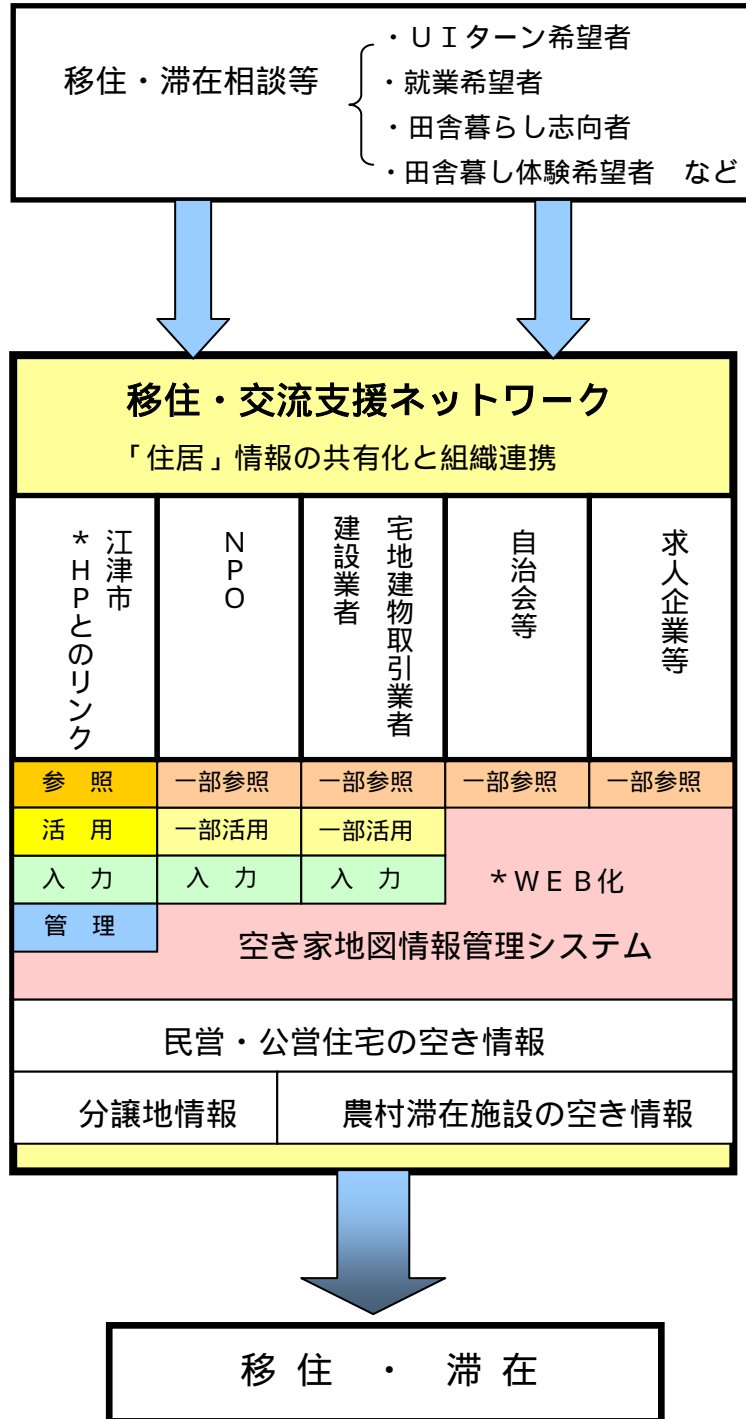 移住・滞在相談等
・ＵＩターン希望者
・就業希望者
・田舎暮らし志向者
・田舎暮し体験希望者　など
移住・交流支援ネットワーク
「住居」情報の共有化と組織連携
江津市
*ＨＰとのリンク
ＮＰＯ
宅地建物取引業者
建設業者
自治会等
求人企業等
参　照
一部参照
一部参照
一部参照
一部参照
活　用
一部活用
一部活用
入　力
入　力
入　力
*ＷＥＢ化
管　理
空き家地図情報管理システム
民営・公営住宅の空き情報
分譲地情報
農村滞在施設の空き情報
移 住 ・ 滞 在